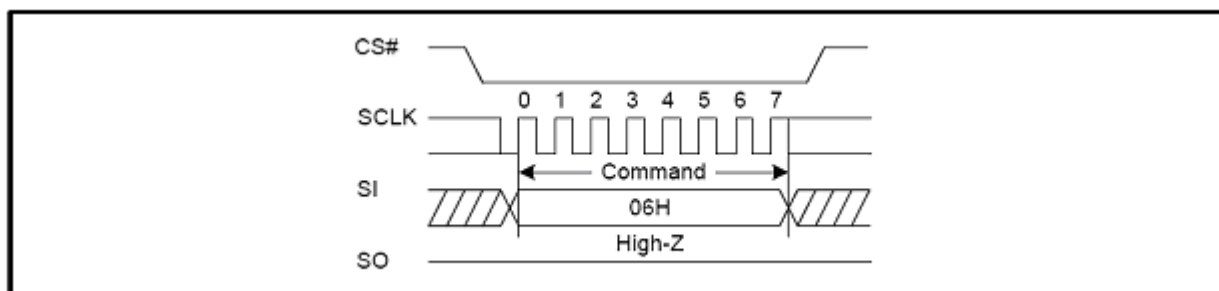 CS#
0 1 2 3 4 5 6 7
SCLK
Command
SI
06H
High-Z
SO